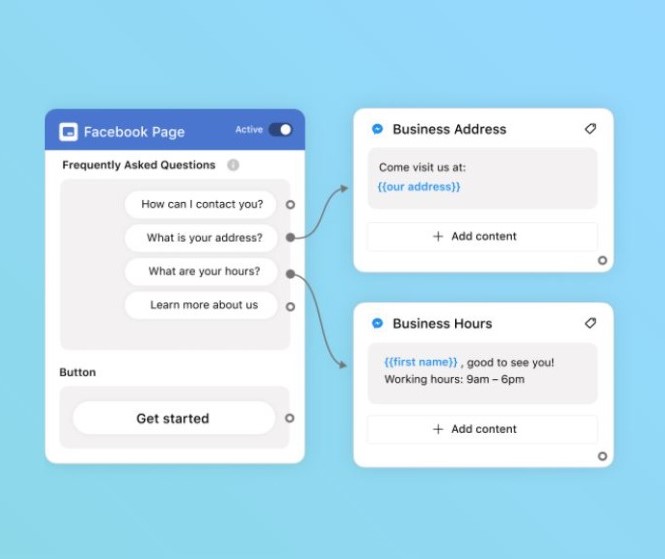 Facebook Page
Active
Frequently Asked Questions
How can I contact you?
What is your address?
What are your hours?
Learn more about us
Button
Get started
Business Address
Come visit us at:
{{our address}}
+ Add content
Business Hours
{{first name}} , good to see you!
Working hours: 9am – 6pm
+ Add content